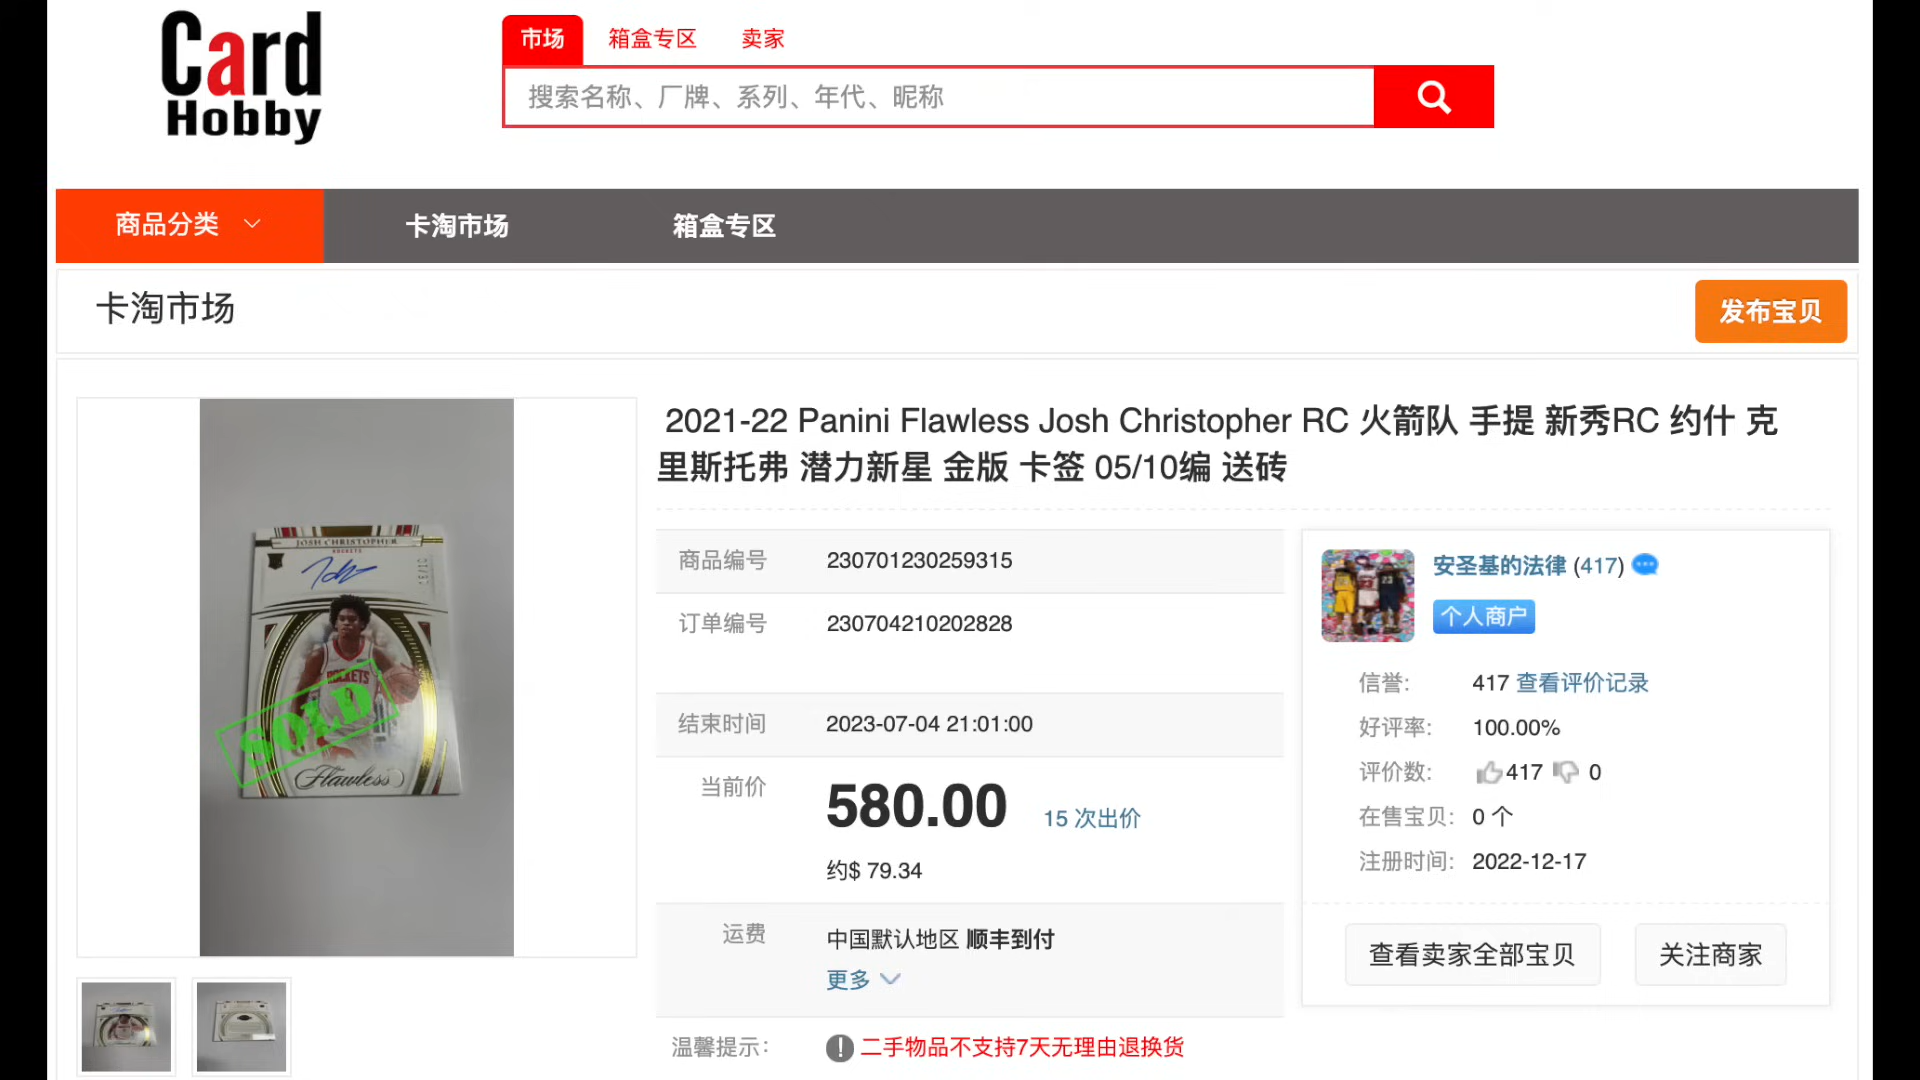 Card
Hobby
市场
箱盒专区
卖家
搜索名称、厂牌、系列、年代、昵称
商品分类
卡淘市场
箱盒专区
卡淘市场
发布宝贝
2021-22 Panini Flawless Josh Christopher RC 火箭队 手提 新秀RC 约什 克
里斯托弗 潜力新星 金版 卡签 05/10编 送砖
JOSH CHRISTOPHER
ROCKETS
ROCKETS
SOLD
Flawless
商品编号 230701230259315
订单编号 230704210202828
结束时间 2023-07-04 21:01:00
当前价 580.00 15 次出价
约$ 79.34
运费 中国默认地区 顺丰到付
更多
温馨提示: 二手物品不支持7天无理由退换货
安圣基的法律 (417)
个人商户
信誉: 417 查看评价记录
好评率: 100.00%
评价数: 417 0
在售宝贝: 0 个
注册时间: 2022-12-17
查看卖家全部宝贝
关注商家